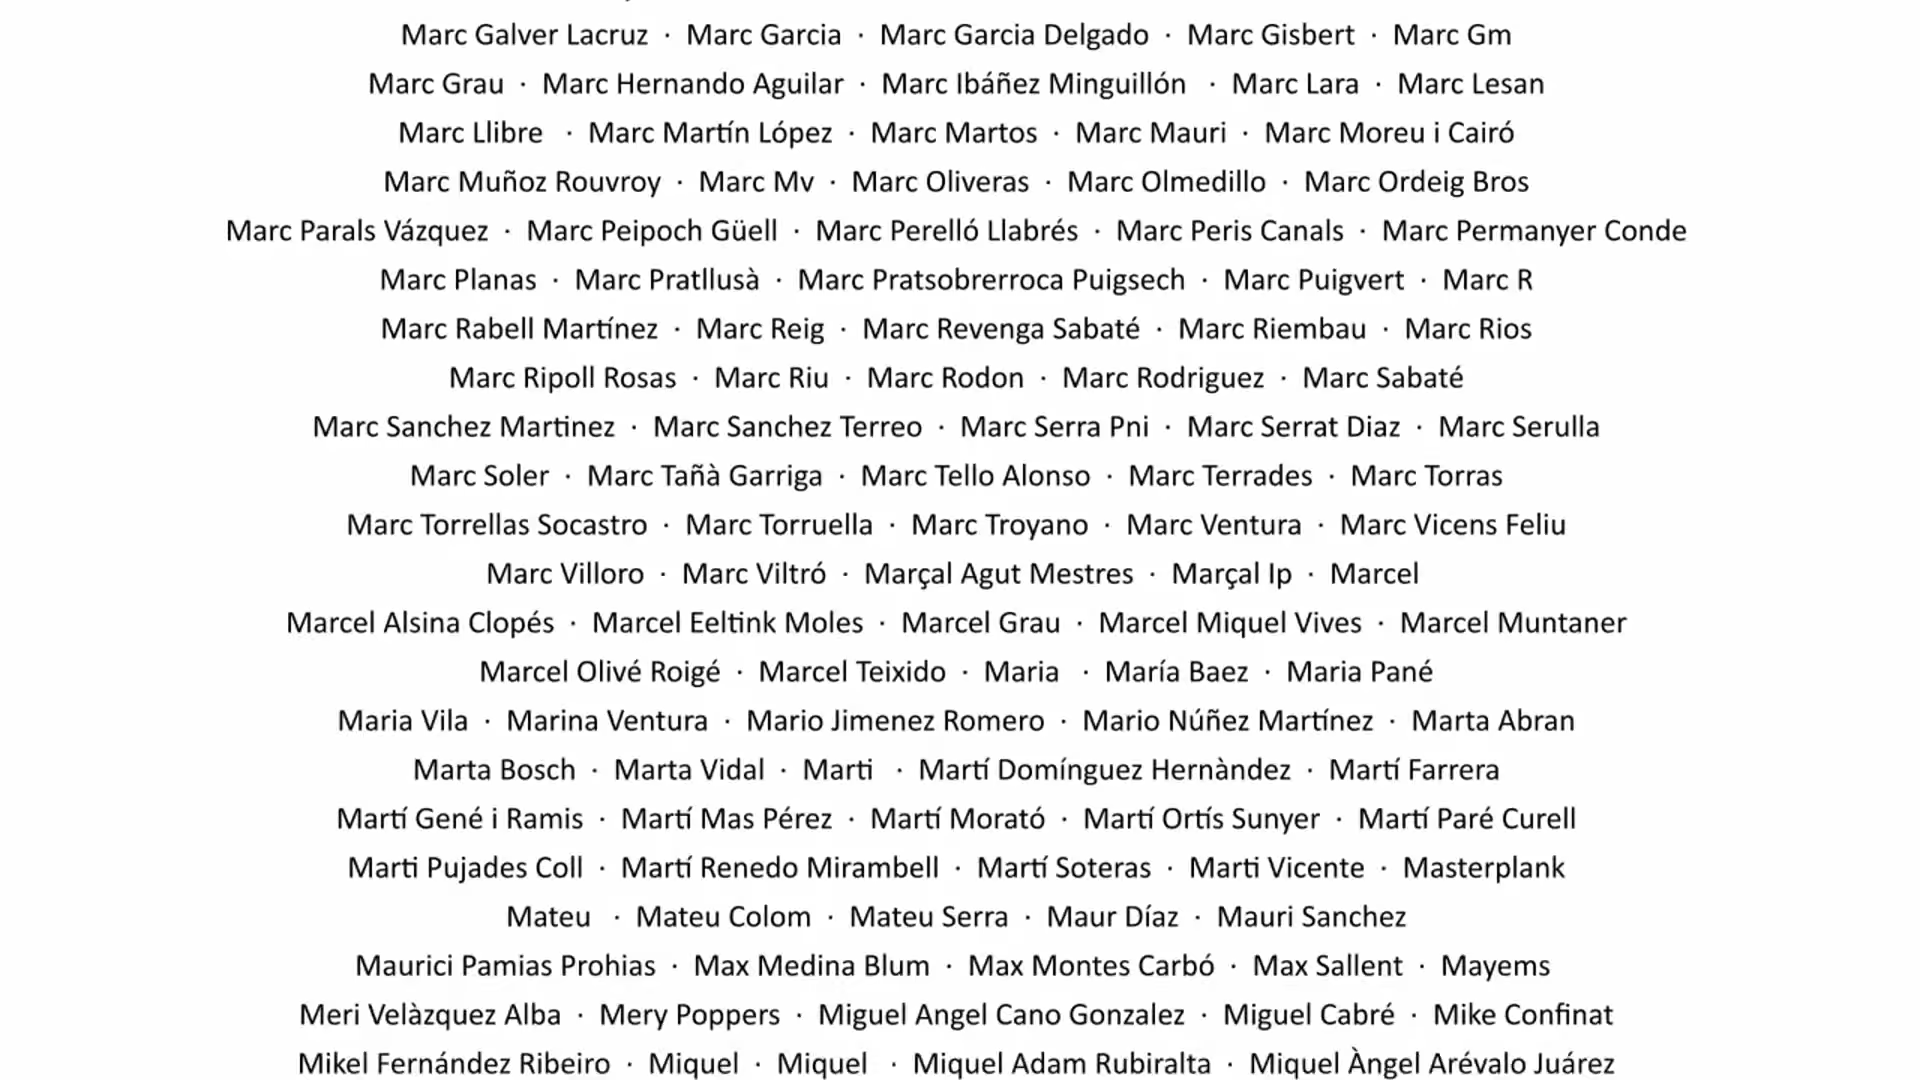 Marc Galver Lacruz · Marc Garcia · Marc Garcia Delgado · Marc Gisbert · Marc Gm
Marc Grau · Marc Hernando Aguilar · Marc Ibáñez Minguillón · Marc Lara · Marc Lesan
Marc Llibre · Marc Martín López · Marc Martos · Marc Mauri · Marc Moreu i Cairó
Marc Muñoz Rouvroy · Marc Mv · Marc Oliveras · Marc Olmedillo · Marc Ordeig Bros
Marc Parals Vázquez · Marc Peipoch Güell · Marc Perelló Llabrés · Marc Peris Canals · Marc Permanyer Conde
Marc Planas · Marc Pratllusà · Marc Pratsobrerroca Puigsech · Marc Puigvert · Marc R
Marc Rabell Martínez · Marc Reig · Marc Revenga Sabaté · Marc Riembau · Marc Rios
Marc Ripoll Rosas · Marc Riu · Marc Rodon · Marc Rodriguez · Marc Sabaté
Marc Sanchez Martinez · Marc Sanchez Terreo · Marc Serra Pni · Marc Serrat Diaz · Marc Serulla
Marc Soler · Marc Tañà Garriga · Marc Tello Alonso · Marc Terrades · Marc Torras
Marc Torrellas Socastro · Marc Torruella · Marc Troyano · Marc Ventura · Marc Vicens Feliu
Marc Villoro · Marc Viltró · Marçal Agut Mestres · Marçal Ip · Marcel
Marcel Alsina Clopés · Marcel Eeltink Moles · Marcel Grau · Marcel Miquel Vives · Marcel Muntaner
Marcel Olivé Roigé · Marcel Teixido · Maria · María Baez · Maria Pané
Maria Vila · Marina Ventura · Mario Jimenez Romero · Mario Núñez Martínez · Marta Abran
Marta Bosch · Marta Vidal · Marti · Martí Domínguez Hernàndez · Martí Farrera
Martí Gené i Ramis · Martí Mas Pérez · Martí Morató · Martí Ortís Sunyer · Martí Paré Curell
Marti Pujades Coll · Martí Renedo Mirambell · Martí Soteras · Marti Vicente · Masterplank
Mateu · Mateu Colom · Mateu Serra · Maur Díaz · Mauri Sanchez
Maurici Pamias Prohias · Max Medina Blum · Max Montes Carbó · Max Sallent · Mayems
Meri Velàzquez Alba · Mery Poppers · Miguel Angel Cano Gonzalez · Miguel Cabré · Mike Confinat
Mikel Fernández Ribeiro · Miquel · Miquel · Miquel Adam Rubiralta · Miquel Àngel Arévalo Juárez